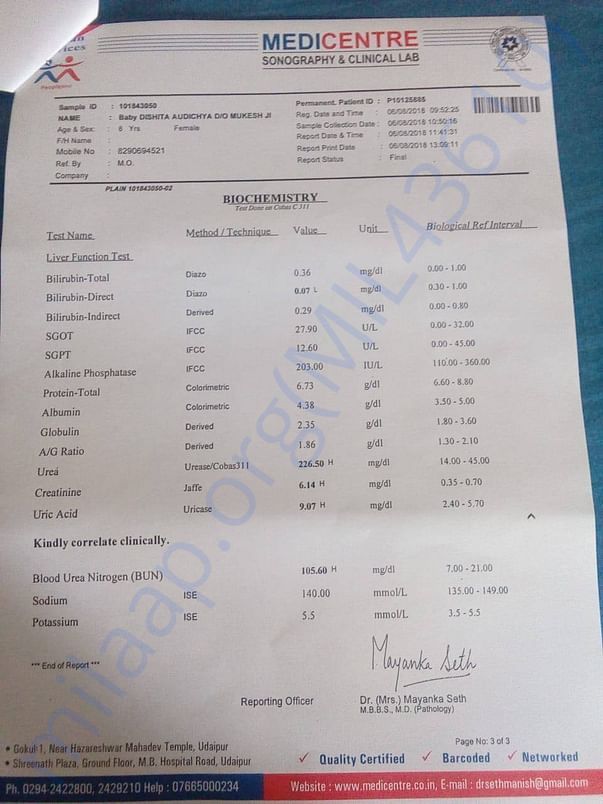 MEDICENTRE
SONOGRAPHY & CLINICAL LAB
Sample ID : 101843050
NAME : Baby DISHITA AUDICHYA D/O MUKESH JI
Age & Sex : 6 Yrs Female
F/H Name :
Mobile No : 8290694521
Ref. By : M.O.
Company :
Permanent. Patient ID : P10125685
Reg. Date and Time : 06/08/2018 09:52:25
Sample Collection Date : 06/08/2018 10:50:16
Report Date & Time : 06/08/2018 11:41:31
Report Print Date : 06/08/2018 13:09:11
Report Status : Final
PLAIN 101843050-02
BIOCHEMISTRY
Test Done on Cobas C 311
Test Name Method / Technique Value Unit Biological Ref Interval
Liver Function Test
Bilirubin-Total Diazo 0.36 mg/dl 0.00 - 1.00
Bilirubin-Direct Diazo 0.07 L mg/dl 0.30 - 1.00
Bilirubin-Indirect Derived 0.29 mg/dl 0.00 - 0.80
SGOT IFCC 27.90 U/L 0.00 - 32.00
SGPT IFCC 12.60 U/L 0.00 - 45.00
Alkaline Phosphatase IFCC 203.00 IU/L 110.00 - 360.00
Protein-Total Colorimetric 6.73 g/dl 6.60 - 8.80
Albumin Colorimetric 4.38 g/dl 3.50 - 5.00
Globulin Derived 2.35 g/dl 1.80 - 3.60
A/G Ratio Derived 1.86 g/dl 1.30 - 2.10
Urea Urease/Cobas311 226.50 H mg/dl 14.00 - 45.00
Creatinine Jaffe 6.14 H mg/dl 0.35 - 0.70
Uric Acid Uricase 9.07 H mg/dl 2.40 - 5.70
Kindly correlate clinically.
Blood Urea Nitrogen (BUN) 105.60 H mg/dl 7.00 - 21.00
Sodium ISE 140.00 mmol/L 135.00 - 149.00
Potassium ISE 5.5 mmol/L 3.5 - 5.5
Mayanka Seth
*** End of Report ***
Reporting Officer
Dr. (Mrs.) Mayanka Seth
M.B.B.S., M.D. (Pathology)
Page No: 3 of 3
• Gokul-1, Near Hazareshwar Mahadev Temple, Udaipur
• Shreenath Plaza, Ground Floor, M.B. Hospital Road, Udaipur
✓ Quality Certified ✓ Barcoded ✓ Networked
Ph. 0294-2422800, 2429210 Help : 07665000234
Website : www.medicentre.co.in, E-mail : drsethmanish@gmail.com
milaap.org(MIL43610)